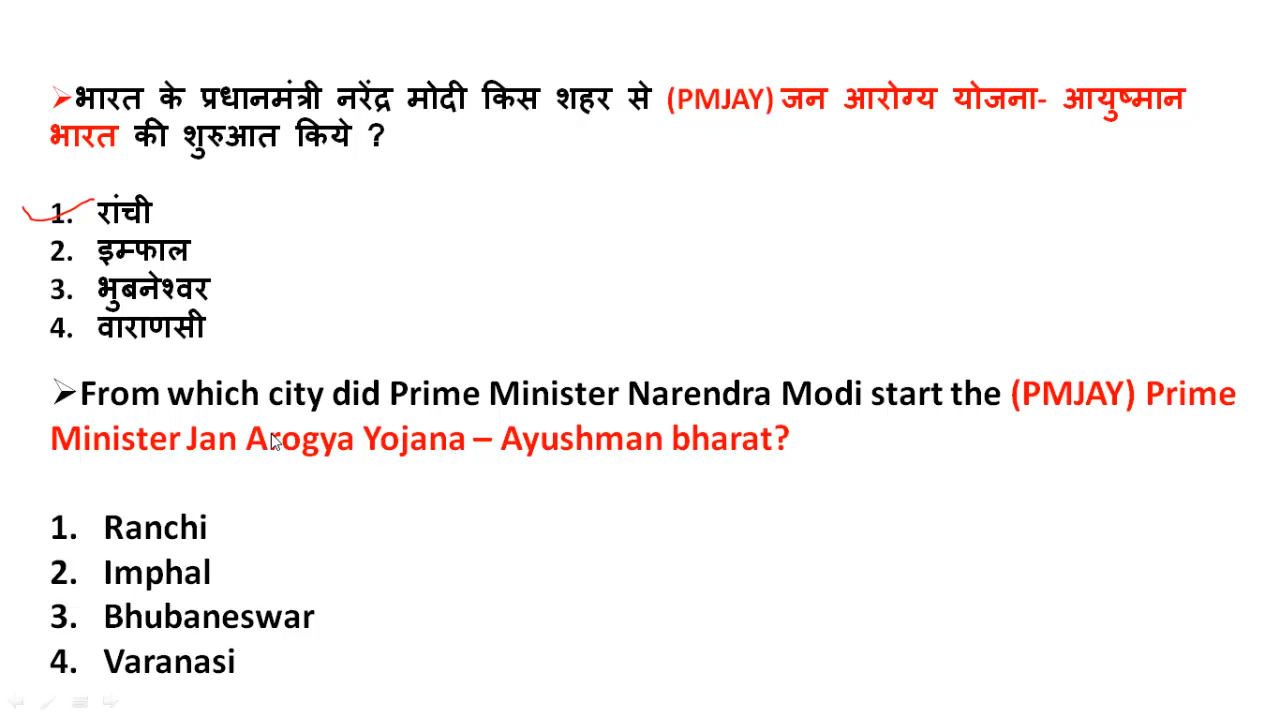 ➢भारत के प्रधानमंत्री नरेंद्र मोदी किस शहर से (PMJAY) जन आरोग्य योजना- आयुष्मान
भारत की शुरुआत किये ?
1. रांची
2. इम्फाल
3. भुबनेश्वर
4. वाराणसी
➢From which city did Prime Minister Narendra Modi start the (PMJAY) Prime
Minister Jan Arogya Yojana – Ayushman bharat?
1. Ranchi
2. Imphal
3. Bhubaneswar
4. Varanasi